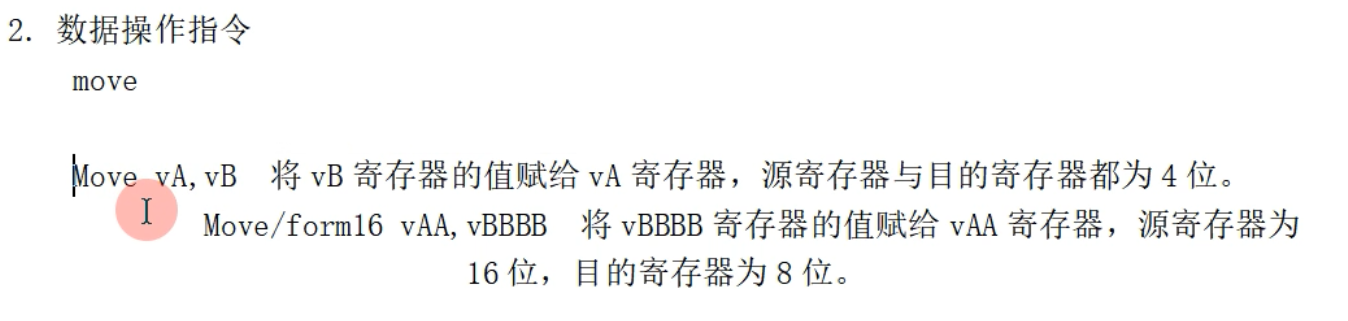 2. 数据操作指令
move
Move vA,vB 将 vB 寄存器的值赋给 vA 寄存器，源寄存器与目的寄存器都为 4 位。
Move/form16 vAA,vBBBB 将 vBBBB 寄存器的值赋给 vAA 寄存器，源寄存器为
16 位，目的寄存器为 8 位。